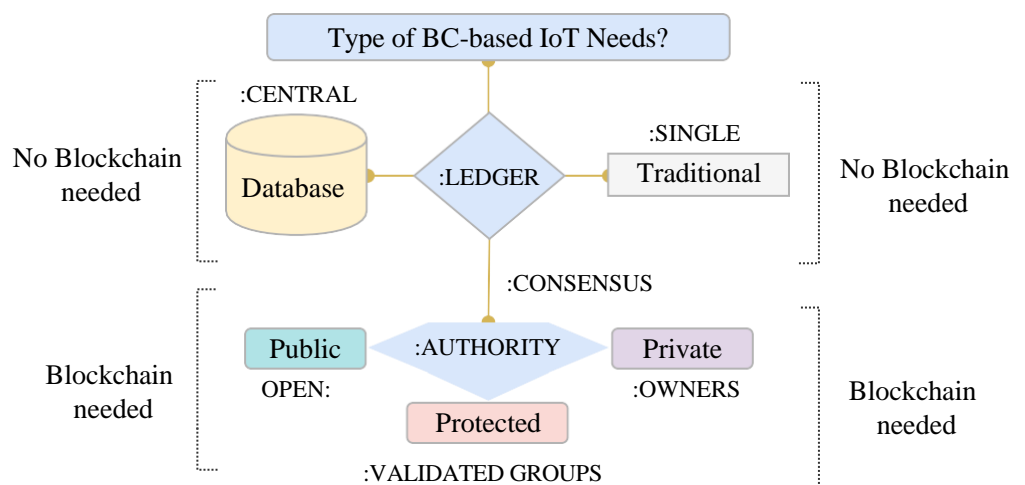 Type of BC-based IoT Needs?
:CENTRAL
:SINGLE
No Blockchain
needed
Database
:LEDGER
Traditional
No Blockchain
needed
:CONSENSUS
Blockchain
needed
Public
:AUTHORITY
Private
OPEN:
:OWNERS
Blockchain
needed
Protected
:VALIDATED GROUPS